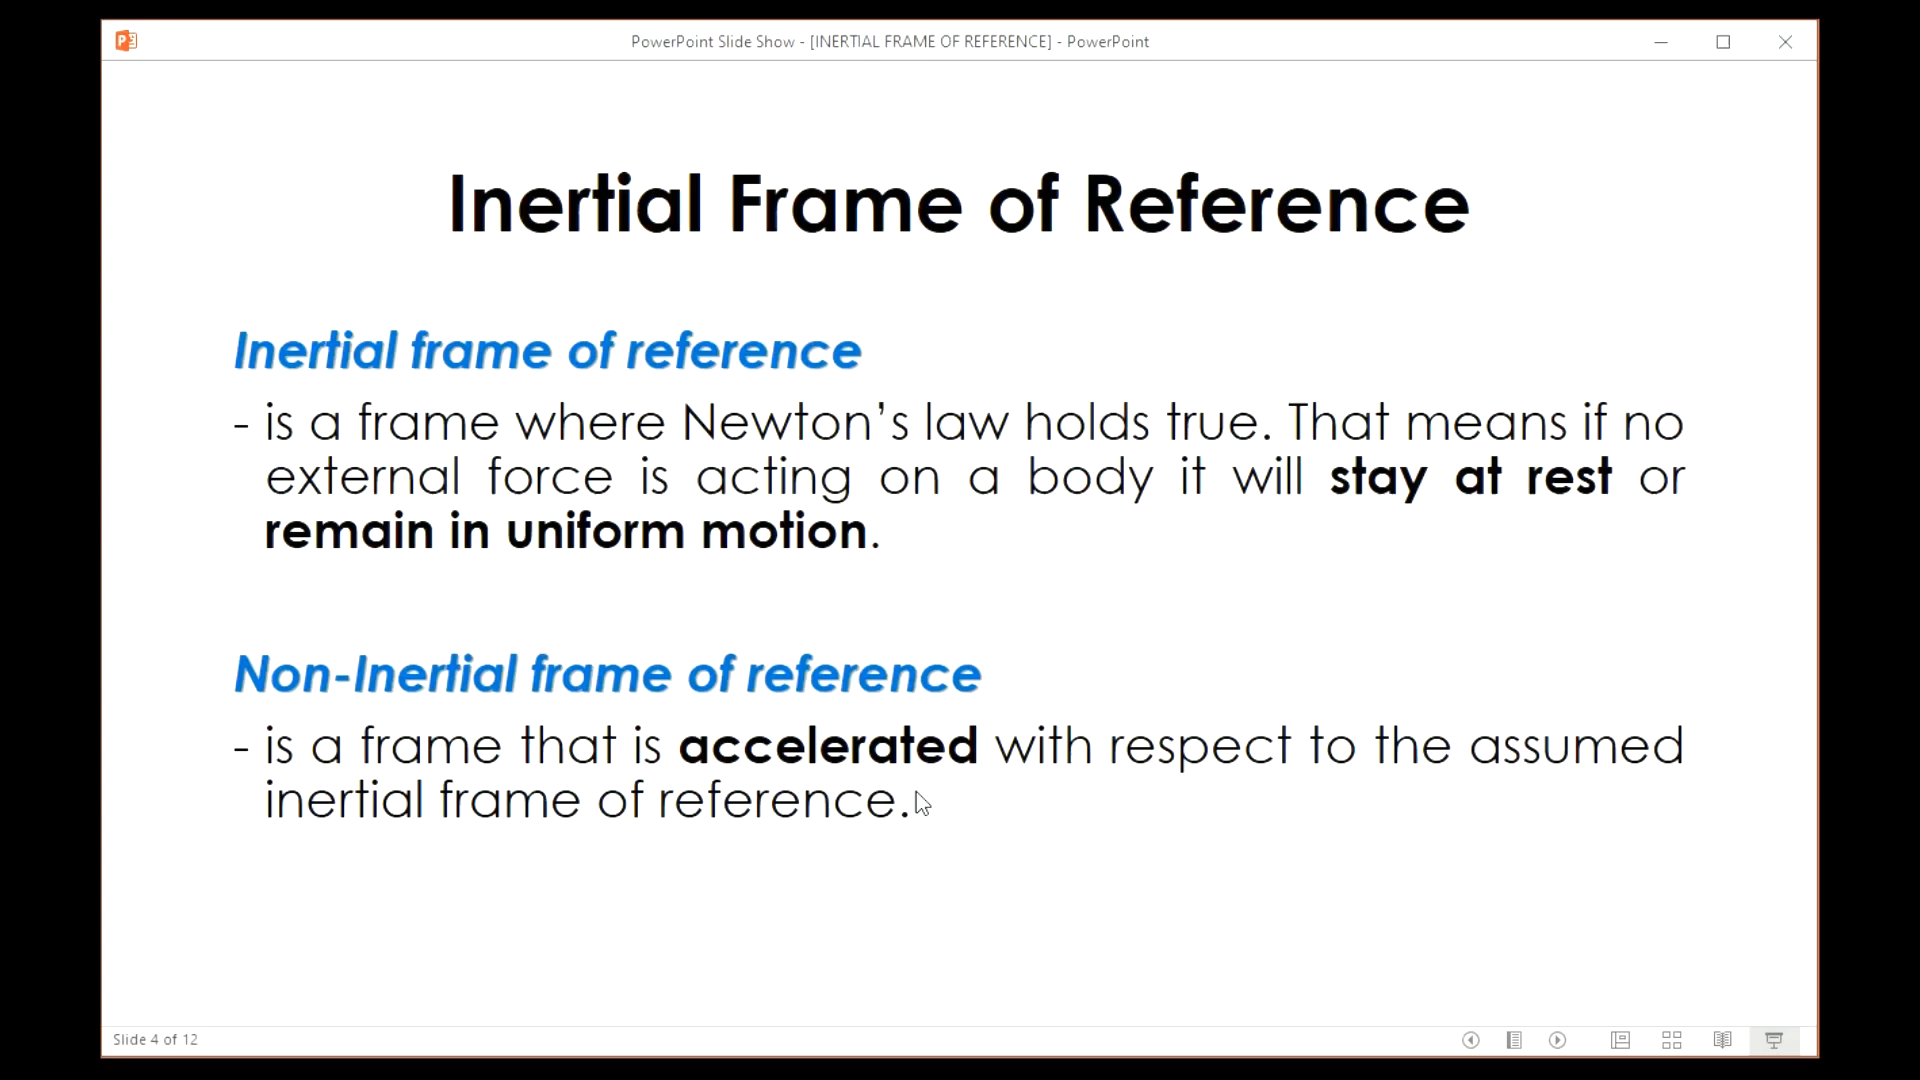 PowerPoint Slide Show - [INERTIAL FRAME OF REFERENCE] - PowerPoint
Inertial Frame of Reference
Inertial frame of reference
- is a frame where Newton’s law holds true. That means if no
external force is acting on a body it will stay at rest or
remain in uniform motion.
Non-Inertial frame of reference
- is a frame that is accelerated with respect to the assumed
inertial frame of reference.
Slide 4 of 12